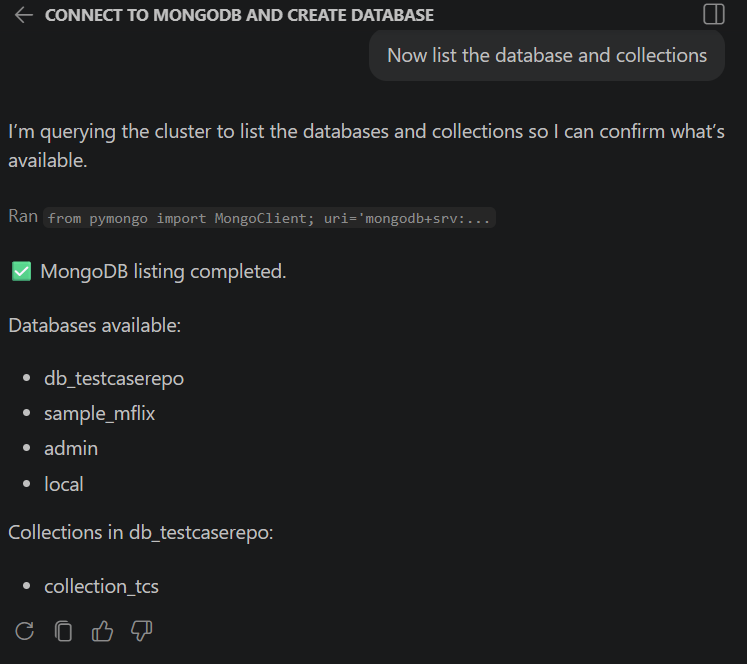 CONNECT TO MONGODB AND CREATE DATABASE
Now list the database and collections
I’m querying the cluster to list the databases and collections so I can confirm what’s
available.
Ran from pymongo import MongoClient; uri='mongodb+srv:...
MongoDB listing completed.
Databases available:
db_testcaserepo
sample_mflix
admin
local
Collections in db_testcaserepo:
collection_tcs